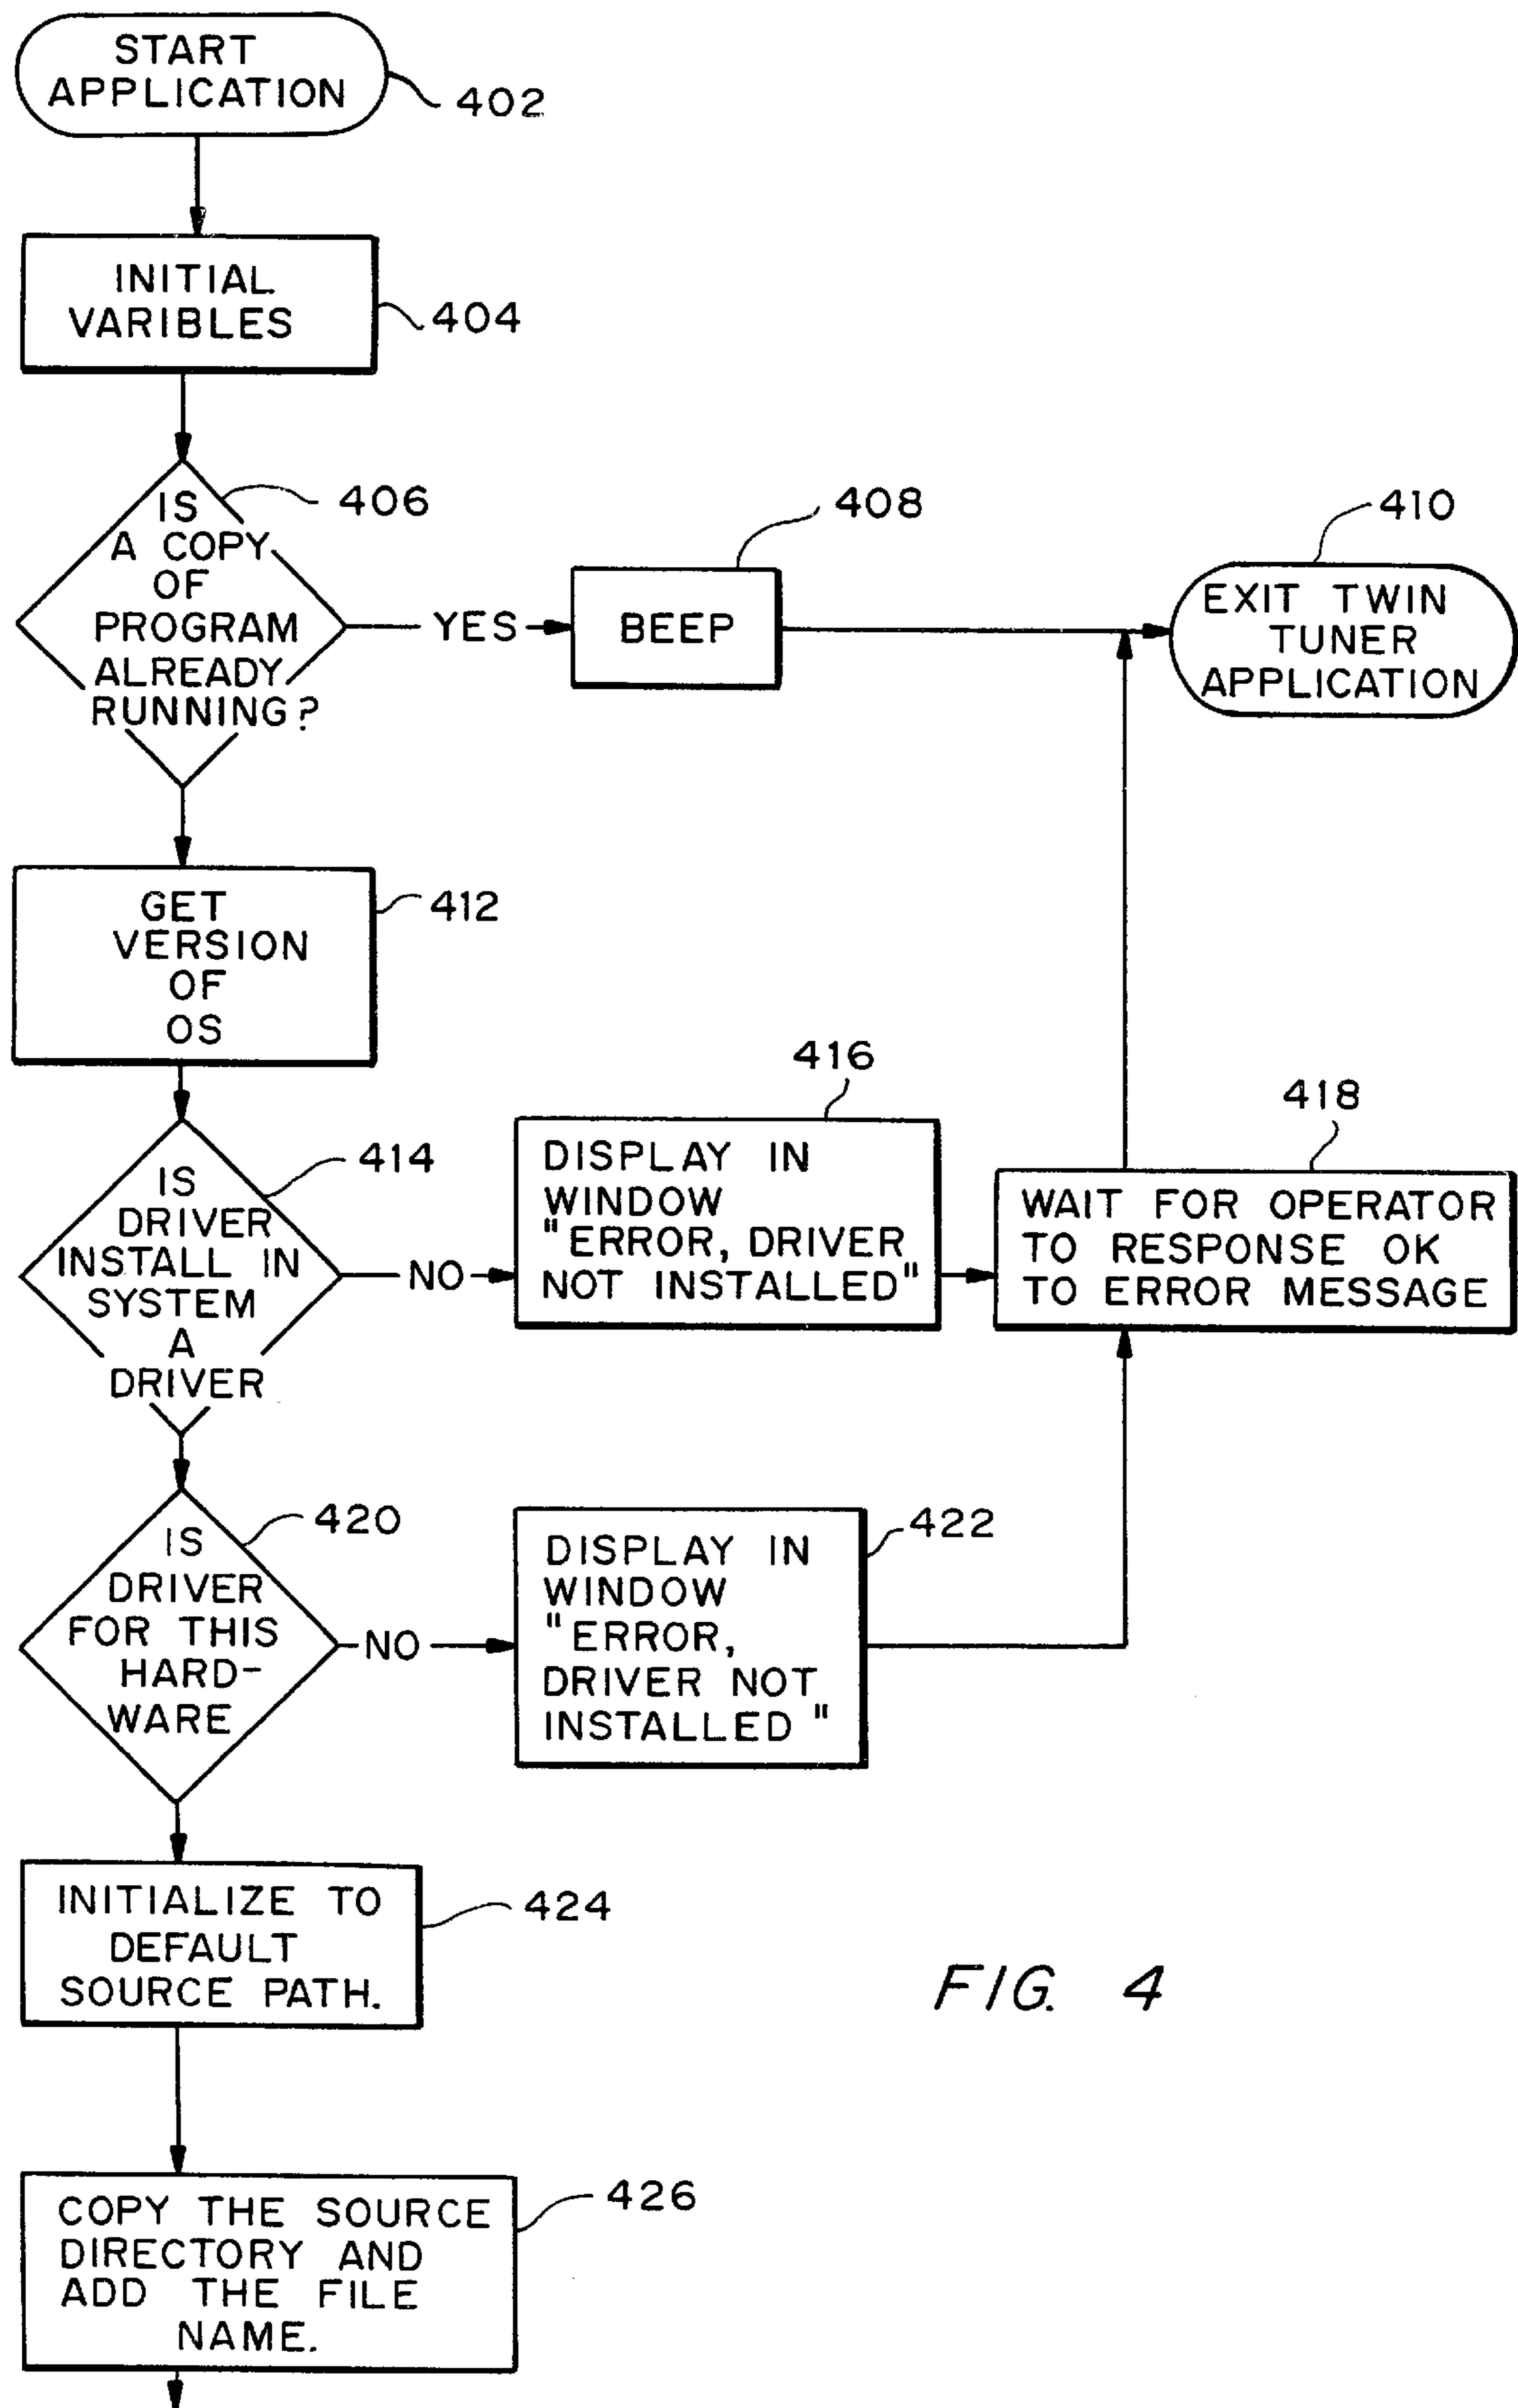 START
APPLICATION
402
INITIAL
VARIBLES
404
IS
A COPY
OF
PROGRAM
ALREADY
RUNNING?
406
YES
BEEP
408
EXIT TWIN
TUNER
APPLICATION
410
GET
VERSION
OF
OS
412
IS
DRIVER
INSTALL IN
SYSTEM
A
DRIVER
414
NO
DISPLAY IN
WINDOW
"ERROR, DRIVER
NOT INSTALLED"
416
WAIT FOR OPERATOR
TO RESPONSE OK
TO ERROR MESSAGE
418
IS
DRIVER
FOR THIS
HARD-
WARE
420
NO
DISPLAY IN
WINDOW
"ERROR,
DRIVER NOT
INSTALLED"
422
INITIALIZE TO
DEFAULT
SOURCE PATH.
424
FIG. 4
COPY THE SOURCE
DIRECTORY AND
ADD THE FILE
NAME.
426